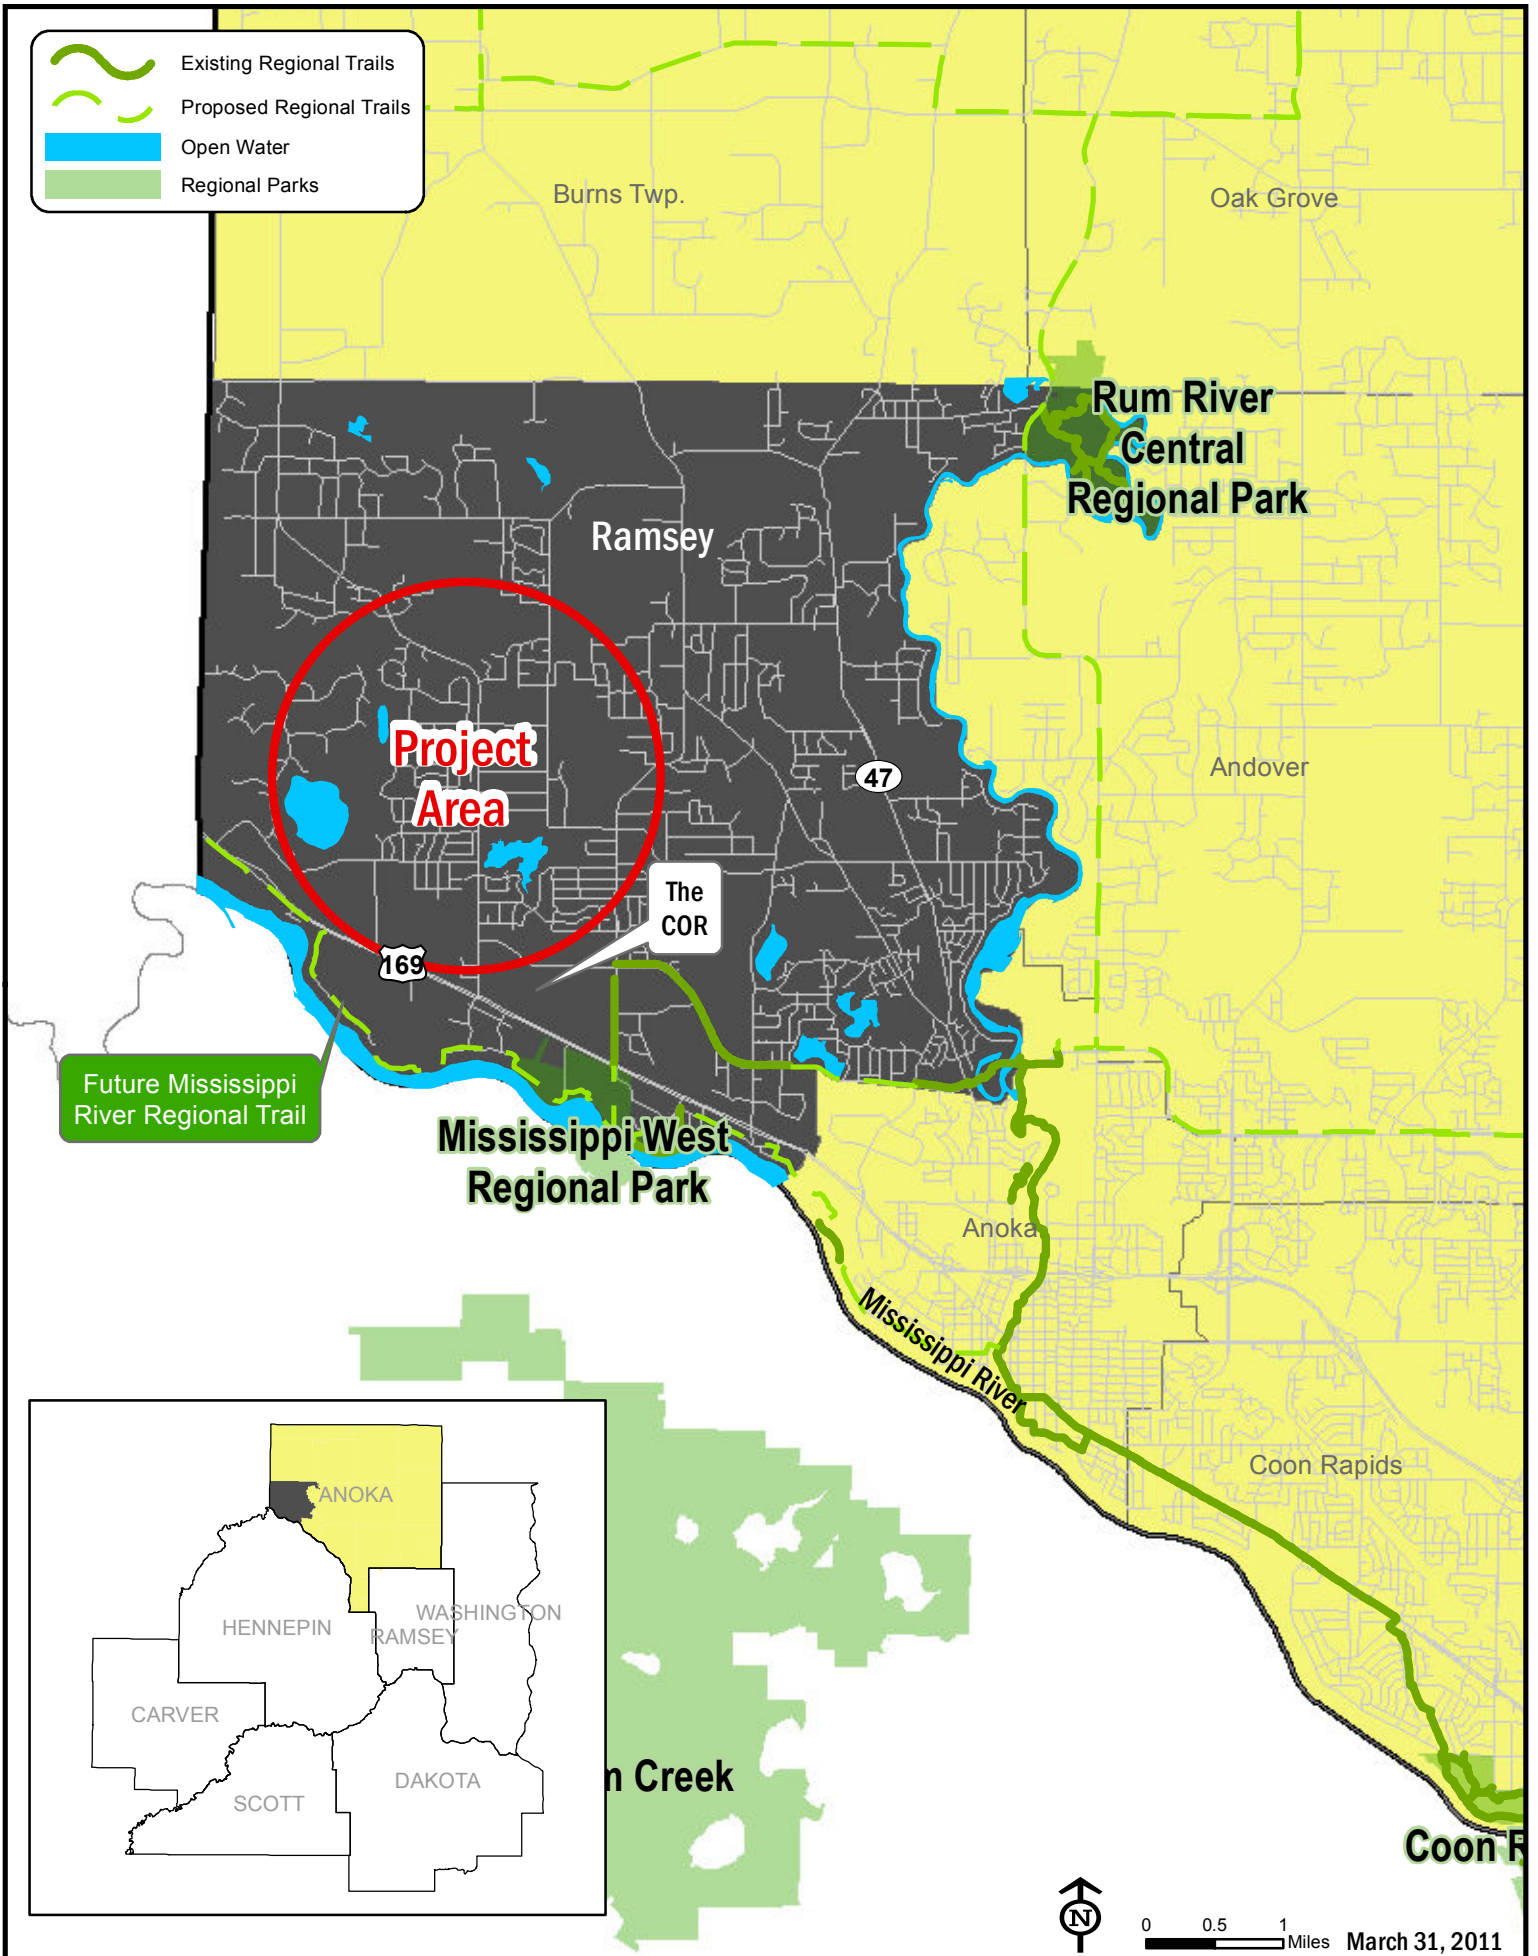 Existing Regional Trails
Proposed Regional Trails
Open Water
Regional Parks
Burns Twp.
Oak Grove
Rum River
Central
Regional Park
Ramsey
Project
Area
47
Andover
The
COR
169
Future Mississippi
River Regional Trail
Mississippi West
Regional Park
Anoka
Mississippi River
Coon Rapids
ANOKA
HENNEPIN
WASHINGTON
RAMSEY
CARVER
SCOTT
DAKOTA
m Creek
Coon R
N
0 0.5 1
Miles
March 31, 2011